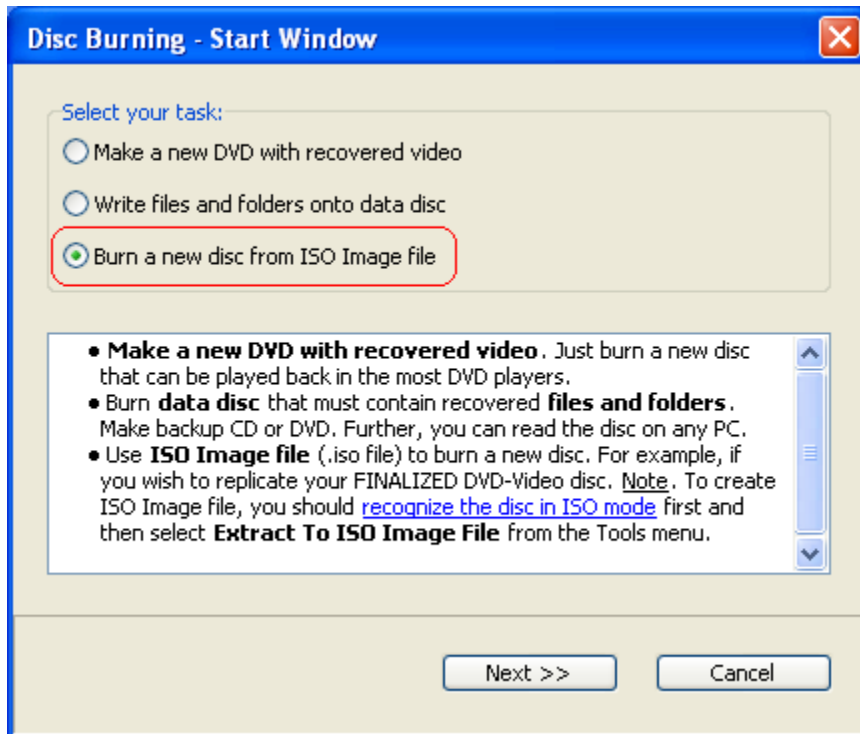 Disc Burning - Start Window
Select your task:
Make a new DVD with recovered video
Write files and folders onto data disc
Burn a new disc from ISO Image file
• Make a new DVD with recovered video. Just burn a new disc
that can be played back in the most DVD players.
• Burn data disc that must contain recovered files and folders.
Make backup CD or DVD. Further, you can read the disc on any PC.
• Use ISO Image file (.iso file) to burn a new disc. For example, if
you wish to replicate your FINALIZED DVD-Video disc. Note. To create
ISO Image file, you should recognize the disc in ISO mode first and
then select Extract To ISO Image File from the Tools menu.
Next >>
Cancel